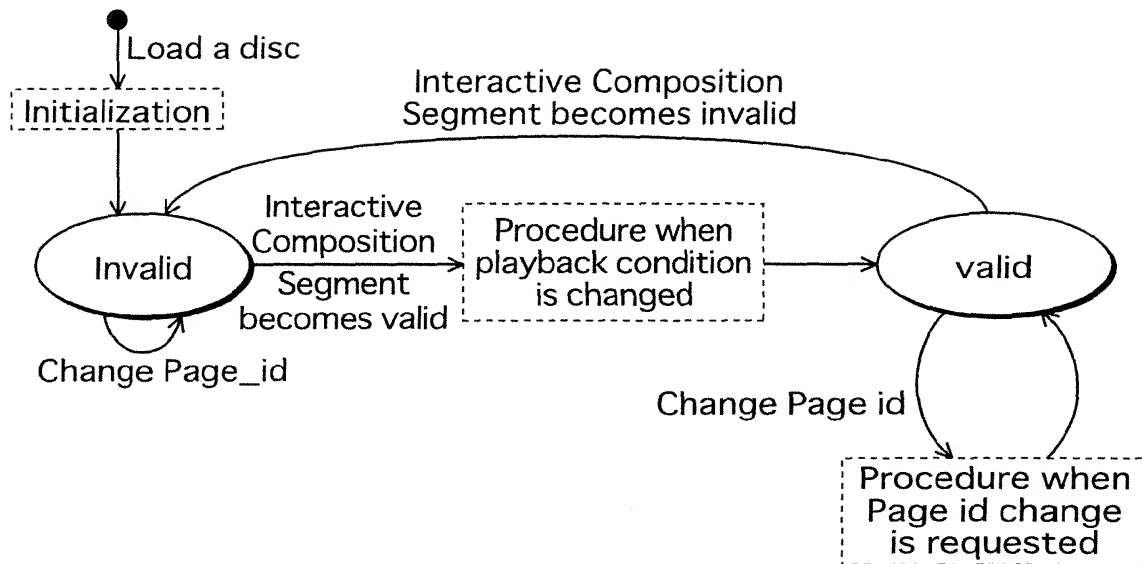 Load a disc
Initialization
Interactive Composition
Segment becomes invalid
Invalid
Interactive
Composition
Segment
becomes valid
Procedure when
playback condition
is changed
valid
Change Page_id
Change Page id
Procedure when
Page id change
is requested